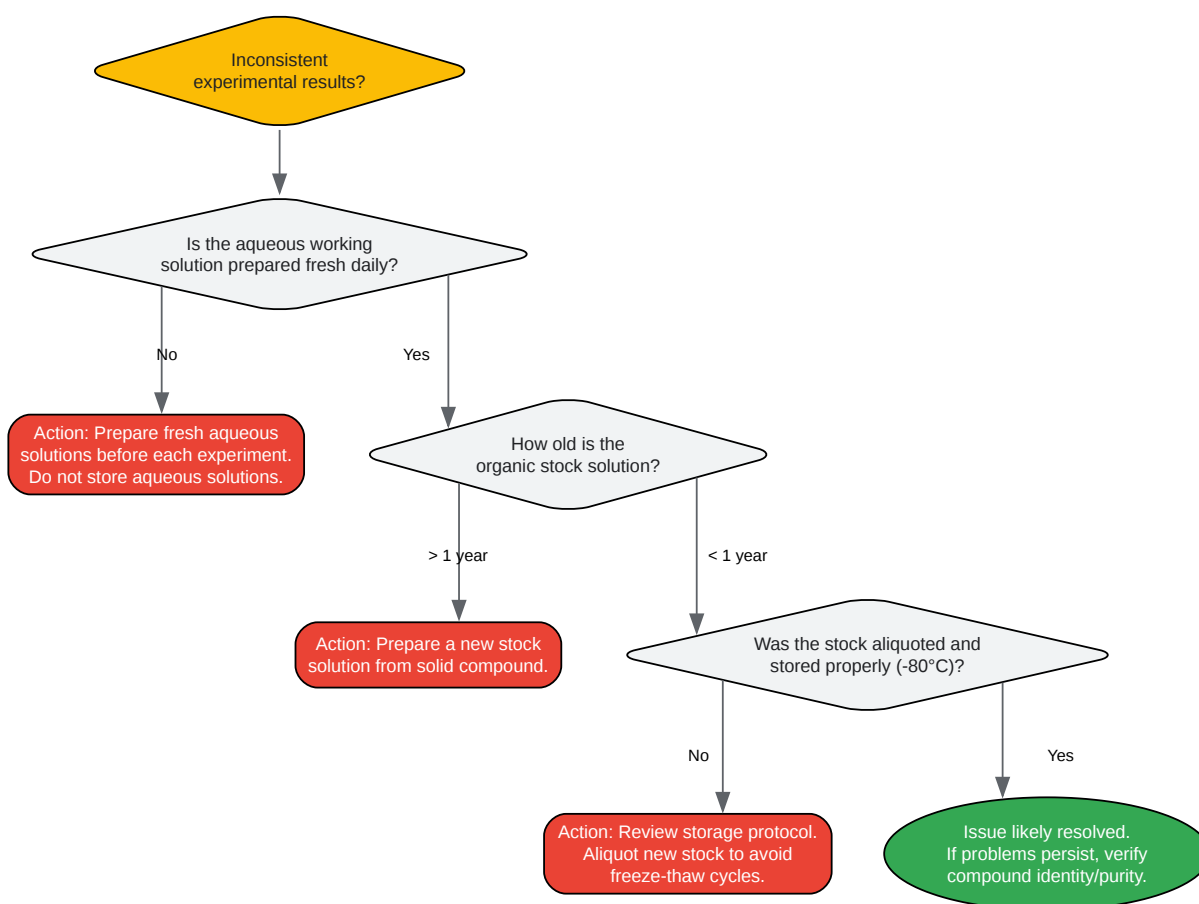 Inconsistent
experimental results?
Is the aqueous working
solution prepared fresh daily?
No
Yes
Action: Prepare fresh aqueous
solutions before each experiment.
Do not store aqueous solutions.
How old is the
organic stock solution?
> 1 year
< 1 year
Action: Prepare a new stock
solution from solid compound.
Was the stock aliquoted and
stored properly (-80°C)?
No
Yes
Action: Review storage protocol.
Aliquot new stock to avoid
freeze-thaw cycles.
Issue likely resolved.
If problems persist, verify
compound identity/purity.